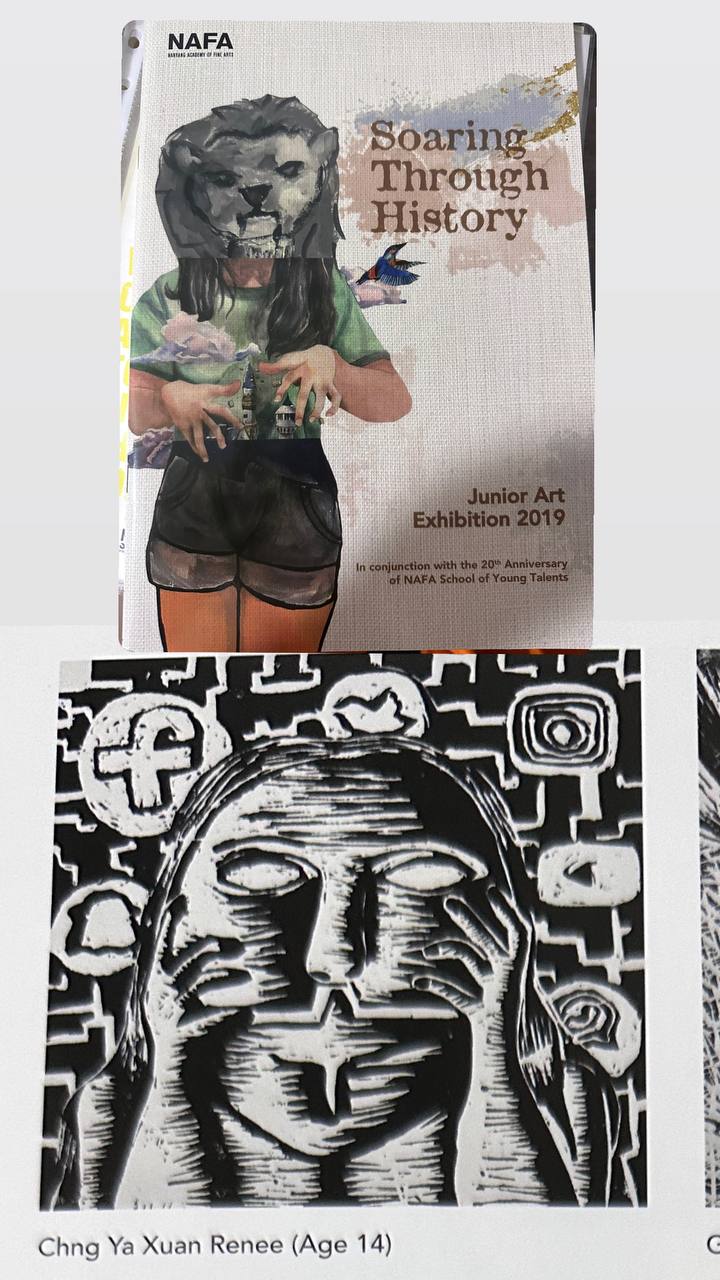 NAFA
NANYANG ACADEMY OF FINE ARTS
Soaring
Through
History
Junior Art
Exhibition 2019
In conjunction with the 20th Anniversary
of NAFA School of Young Talents
Chng Ya Xuan Renee (Age 14)
G